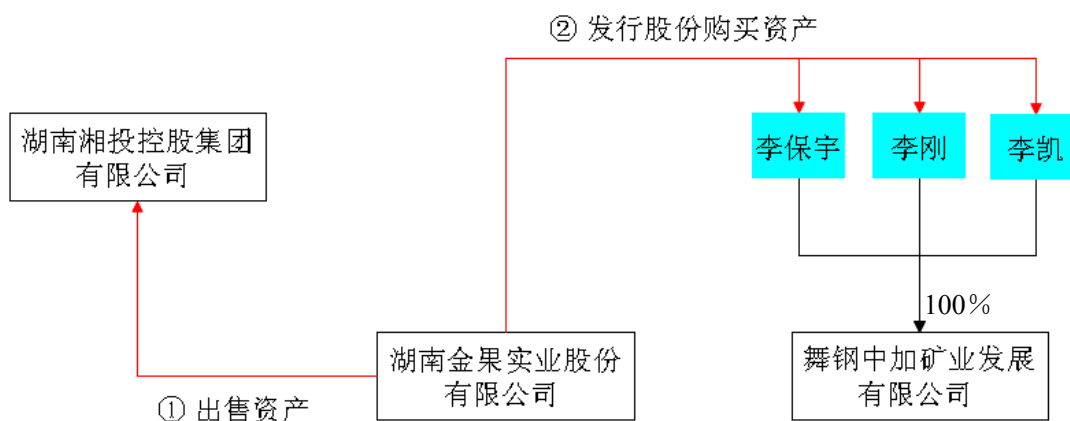 ② 发行股份购买资产
湖南湘投控股集团
有限公司
李保宇
李刚
李凯
100％
湖南金果实业股份
有限公司
舞钢中加矿业发展
有限公司
① 出售资产